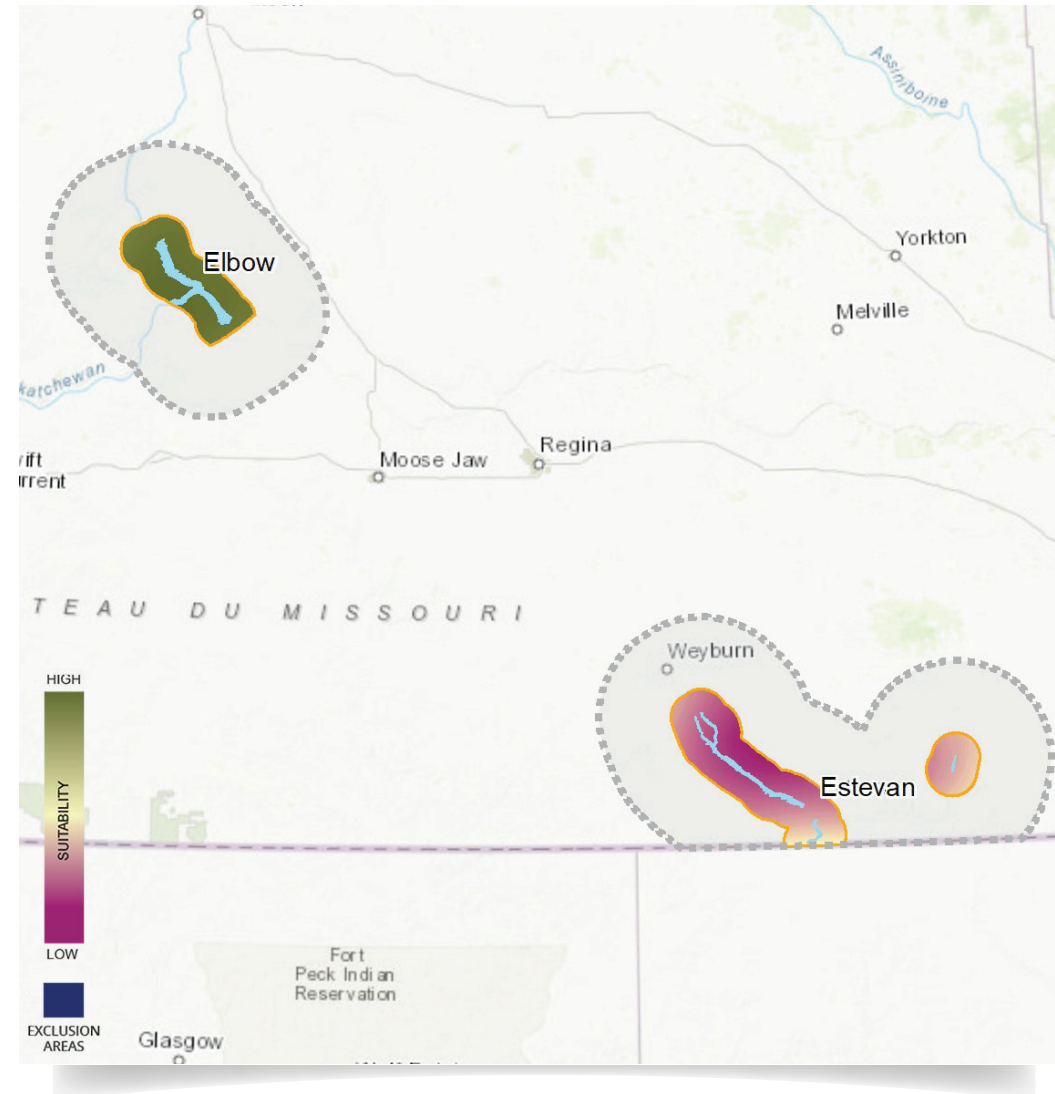 Assiniboine
Yorkton
Elbow
Melville
katchewan
Regina
Moose Jaw
ift
urrent
TEAU DU MISSOURI
Weyburn
HIGH
SUITABILITY
LOW
Estevan
EXCLUSION
AREAS
Fort
Peck Indian
Reservation
Glasgow